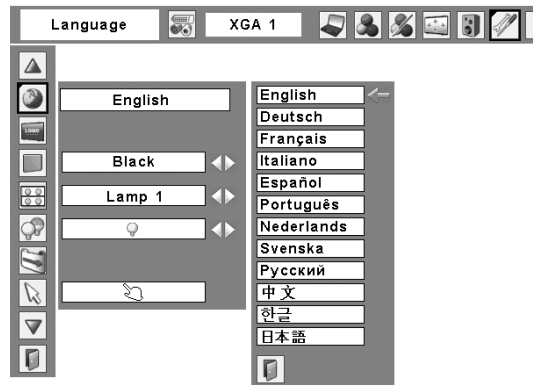 Language
XGA 1
LOGO
English
Black
Lamp 1
English
Deutsch
Français
Italiano
Español
Português
Nederlands
Svenska
Русский
中文
한글
日本語